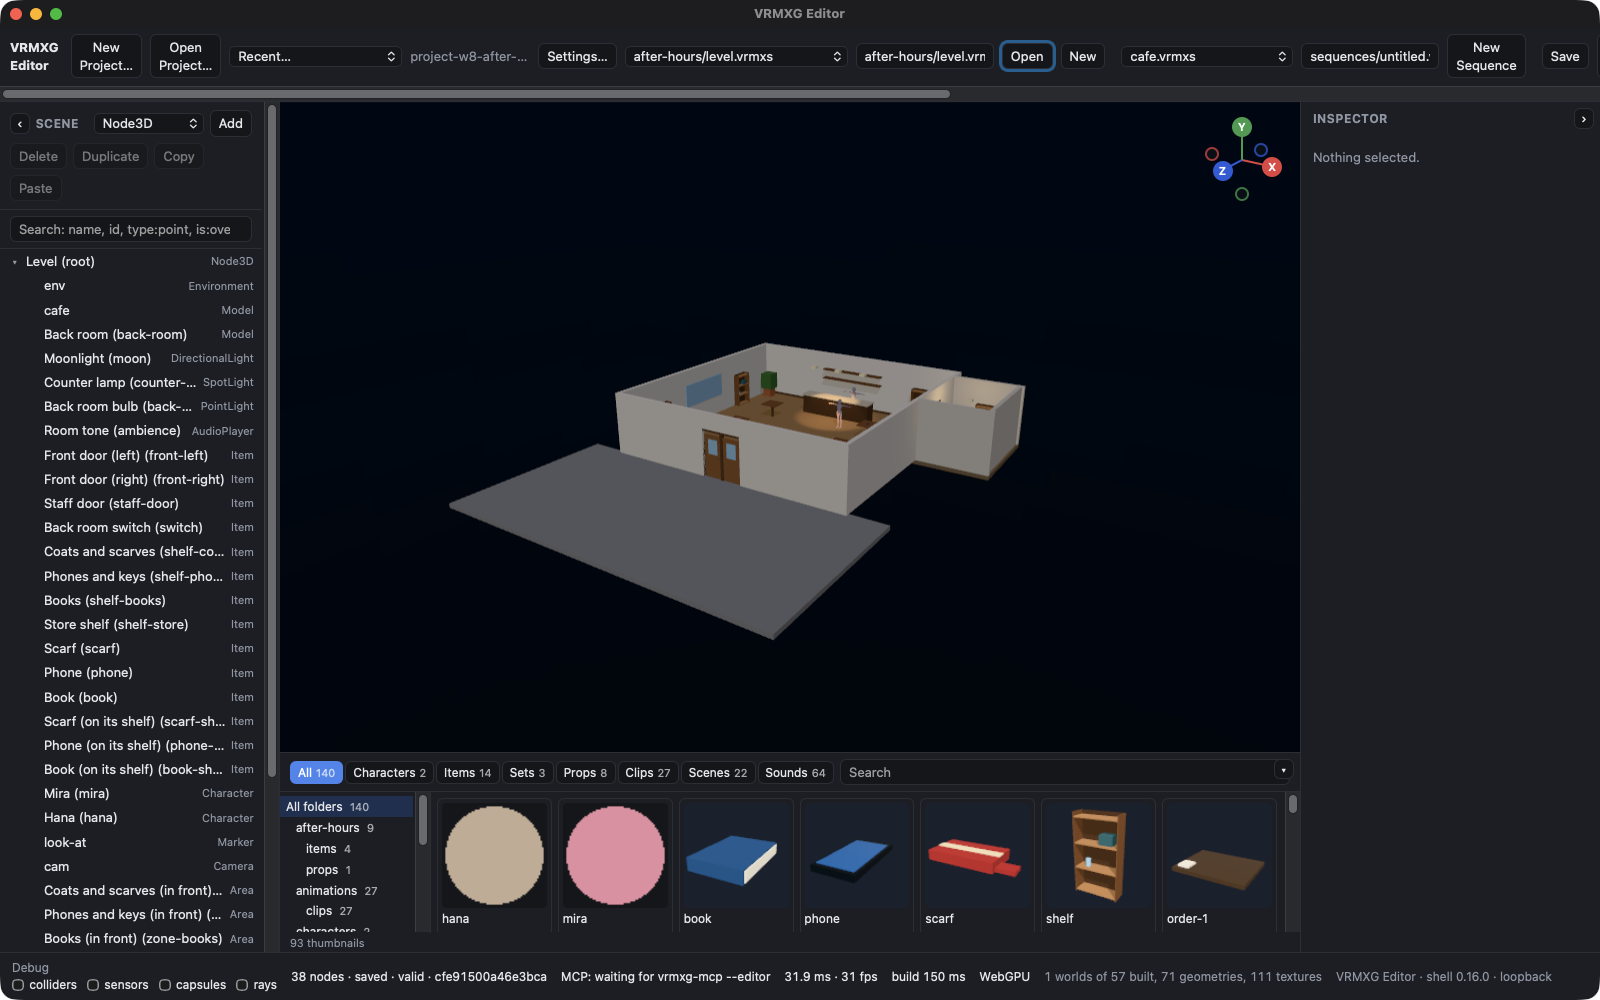 VRMXG Editor
VRMXG Editor
New Project...
Open Project...
Recent...
project-w8-after-...
Settings...
after-hours/level.vrmxs
after-hours/level.vrm
Open
New
cafe.vrmxs
sequences/untitled.
New Sequence
Save
SCENE
Node3D
Add
Delete
Duplicate
Copy
Paste
Search: name, id, type:point, is:ove
Level (root) Node3D
env Environment
cafe Model
Back room (back-room) Model
Moonlight (moon) DirectionalLight
Counter lamp (counter-... SpotLight
Back room bulb (back-... PointLight
Room tone (ambience) AudioPlayer
Front door (left) (front-left) Item
Front door (right) (front-right) Item
Staff door (staff-door) Item
Back room switch (switch) Item
Coats and scarves (shelf-co... Item
Phones and keys (shelf-pho... Item
Books (shelf-books) Item
Store shelf (shelf-store) Item
Scarf (scarf) Item
Phone (phone) Item
Book (book) Item
Scarf (on its shelf) (scarf-sh... Item
Phone (on its shelf) (phone-... Item
Book (on its shelf) (book-sh... Item
Mira (mira) Character
Hana (hana) Character
look-at Marker
cam Camera
Coats and scarves (in front)... Area
Phones and keys (in front) (... Area
Books (in front) (zone-books) Area
Y
X
Z
INSPECTOR
Nothing selected.
All 140
Characters 2
Items 14
Sets 3
Props 8
Clips 27
Scenes 22
Sounds 64
Search
All folders 140
after-hours 9
items 4
props 1
animations 27
clips 27
characters 2
93 thumbnails
hana
mira
book
phone
scarf
shelf
order-1
Debug
colliders
sensors
capsules
rays
38 nodes · saved · valid · cfe91500a46e3bca
MCP: waiting for vrmxg-mcp --editor
31.9 ms · 31 fps
build 150 ms
WebGPU
1 worlds of 57 built, 71 geometries, 111 textures
VRMXG Editor · shell 0.16.0 · loopback